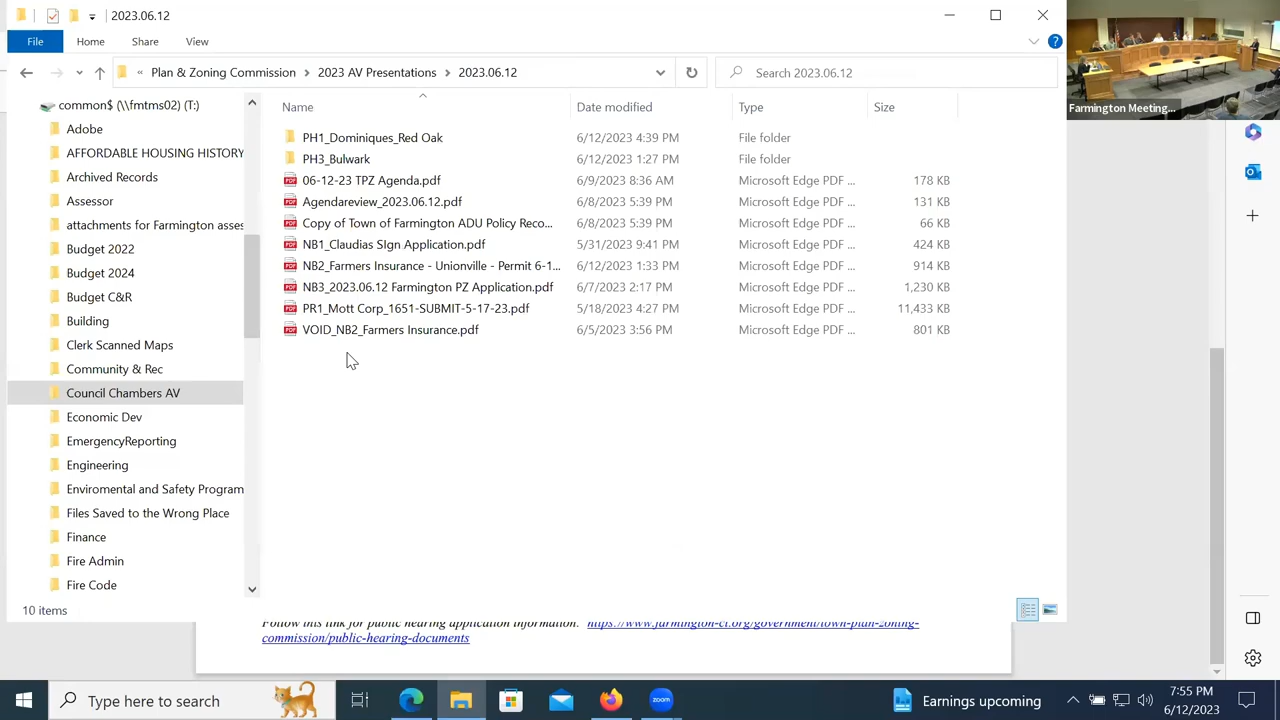 2023.06.12
File Home Share View
« Plan & Zoning Commission > 2023 AV Presentations > 2023.06.12
Search 2023.06.12
Farmington Meeting...
Name Date modified Type Size
common$ (\\fmtms02) (T:)
Adobe
AFFORDABLE HOUSING HISTORY
Archived Records
Assessor
attachments for Farmington asses
Budget 2022
Budget 2024
Budget C&R
Building
Clerk Scanned Maps
Community & Rec
Council Chambers AV
Economic Dev
EmergencyReporting
Engineering
Enviromental and Safety Program
Files Saved to the Wrong Place
Finance
Fire Admin
Fire Code
PH1_Dominiques_Red Oak 6/12/2023 4:39 PM File folder
PH3_Bulwark 6/12/2023 1:27 PM File folder
06-12-23 TPZ Agenda.pdf 6/9/2023 8:36 AM Microsoft Edge PDF ... 178 KB
Agendareview_2023.06.12.pdf 6/8/2023 5:39 PM Microsoft Edge PDF ... 131 KB
Copy of Town of Farmington ADU Policy Reco... 6/8/2023 5:39 PM Microsoft Edge PDF ... 66 KB
NB1_Claudias SIgn Application.pdf 5/31/2023 9:41 PM Microsoft Edge PDF ... 424 KB
NB2_Farmers Insurance - Unionville - Permit 6-1... 6/12/2023 1:33 PM Microsoft Edge PDF ... 914 KB
NB3_2023.06.12 Farmington PZ Application.pdf 6/7/2023 2:17 PM Microsoft Edge PDF ... 1,230 KB
PR1_Mott Corp_1651-SUBMIT-5-17-23.pdf 5/18/2023 4:27 PM Microsoft Edge PDF ... 11,433 KB
VOID_NB2_Farmers Insurance.pdf 6/5/2023 3:56 PM Microsoft Edge PDF ... 801 KB
10 items
Follow this link for public hearing application information: https://www.farmington-ct.org/government/town-plan-zoning-
commission/public-hearing-documents
Type here to search
zoom
Earnings upcoming
7:55 PM
6/12/2023